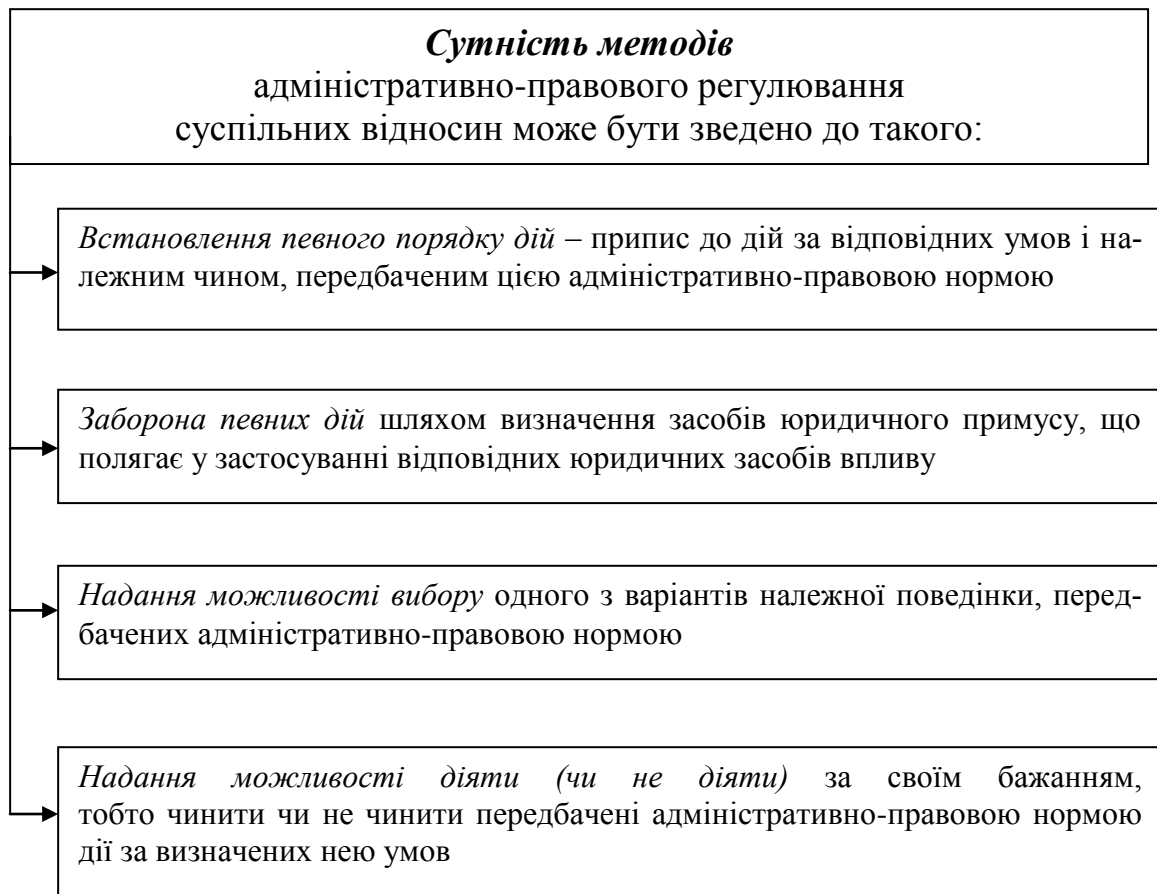 Сутність методів
адміністративно-правового регулювання
суспільних відносин може бути зведено до такого:
Встановлення певного порядку дій – припис до дій за відповідних умов і на-
лежним чином, передбаченим цією адміністративно-правовою нормою
Заборона певних дій шляхом визначення засобів юридичного примусу, що
полягає у застосуванні відповідних юридичних засобів впливу
Надання можливості вибору одного з варіантів належної поведінки, перед-
бачених адміністративно-правовою нормою
Надання можливості діяти (чи не діяти) за своїм бажанням,
тобто чинити чи не чинити передбачені адміністративно-правовою нормою
дії за визначених нею умов